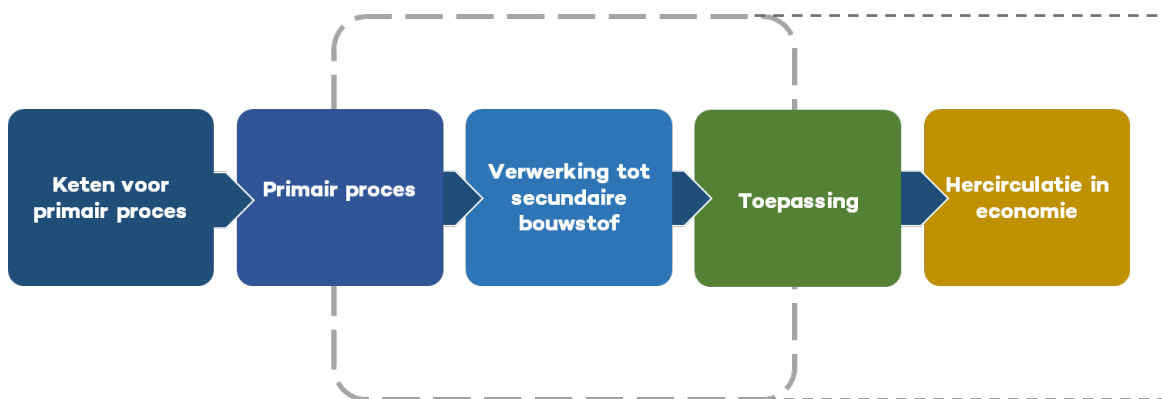 Keten voor
primair proces
Primair proces
Verwerking tot
secundaire
bouwstof
Toepassing
Hercirculatie in
economie